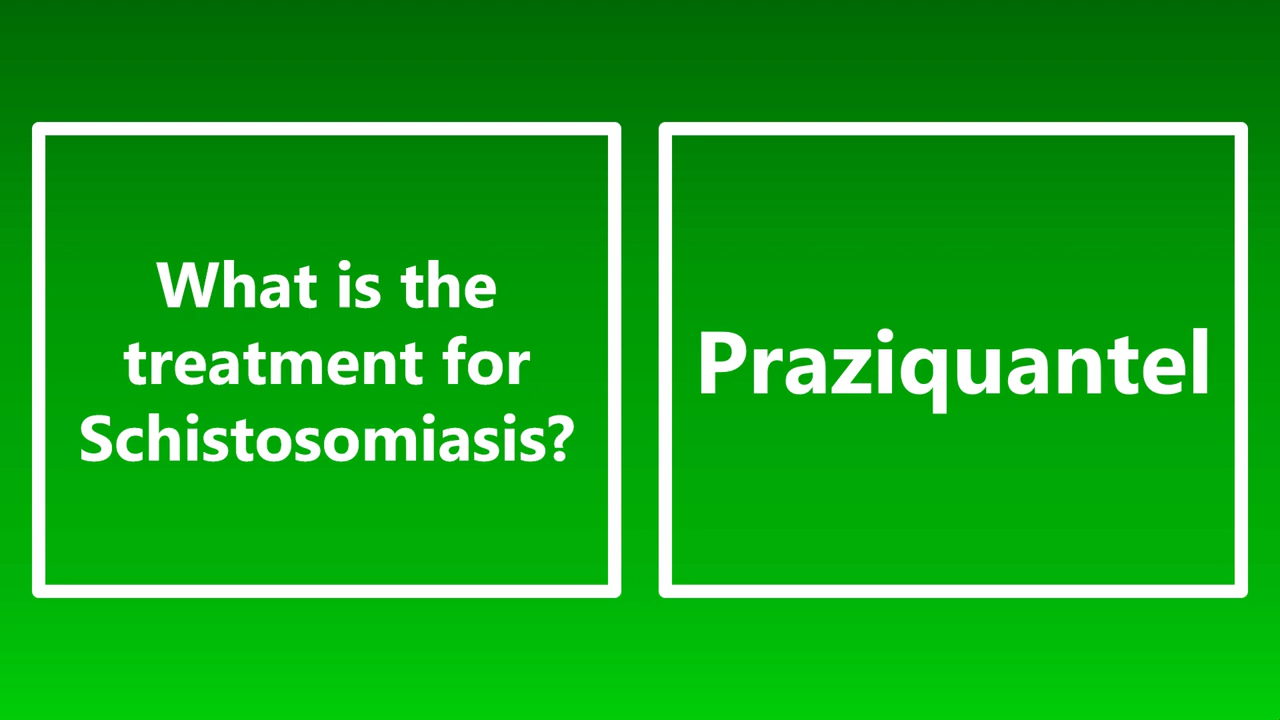 What is the
treatment for
Schistosomiasis?
Praziquantel